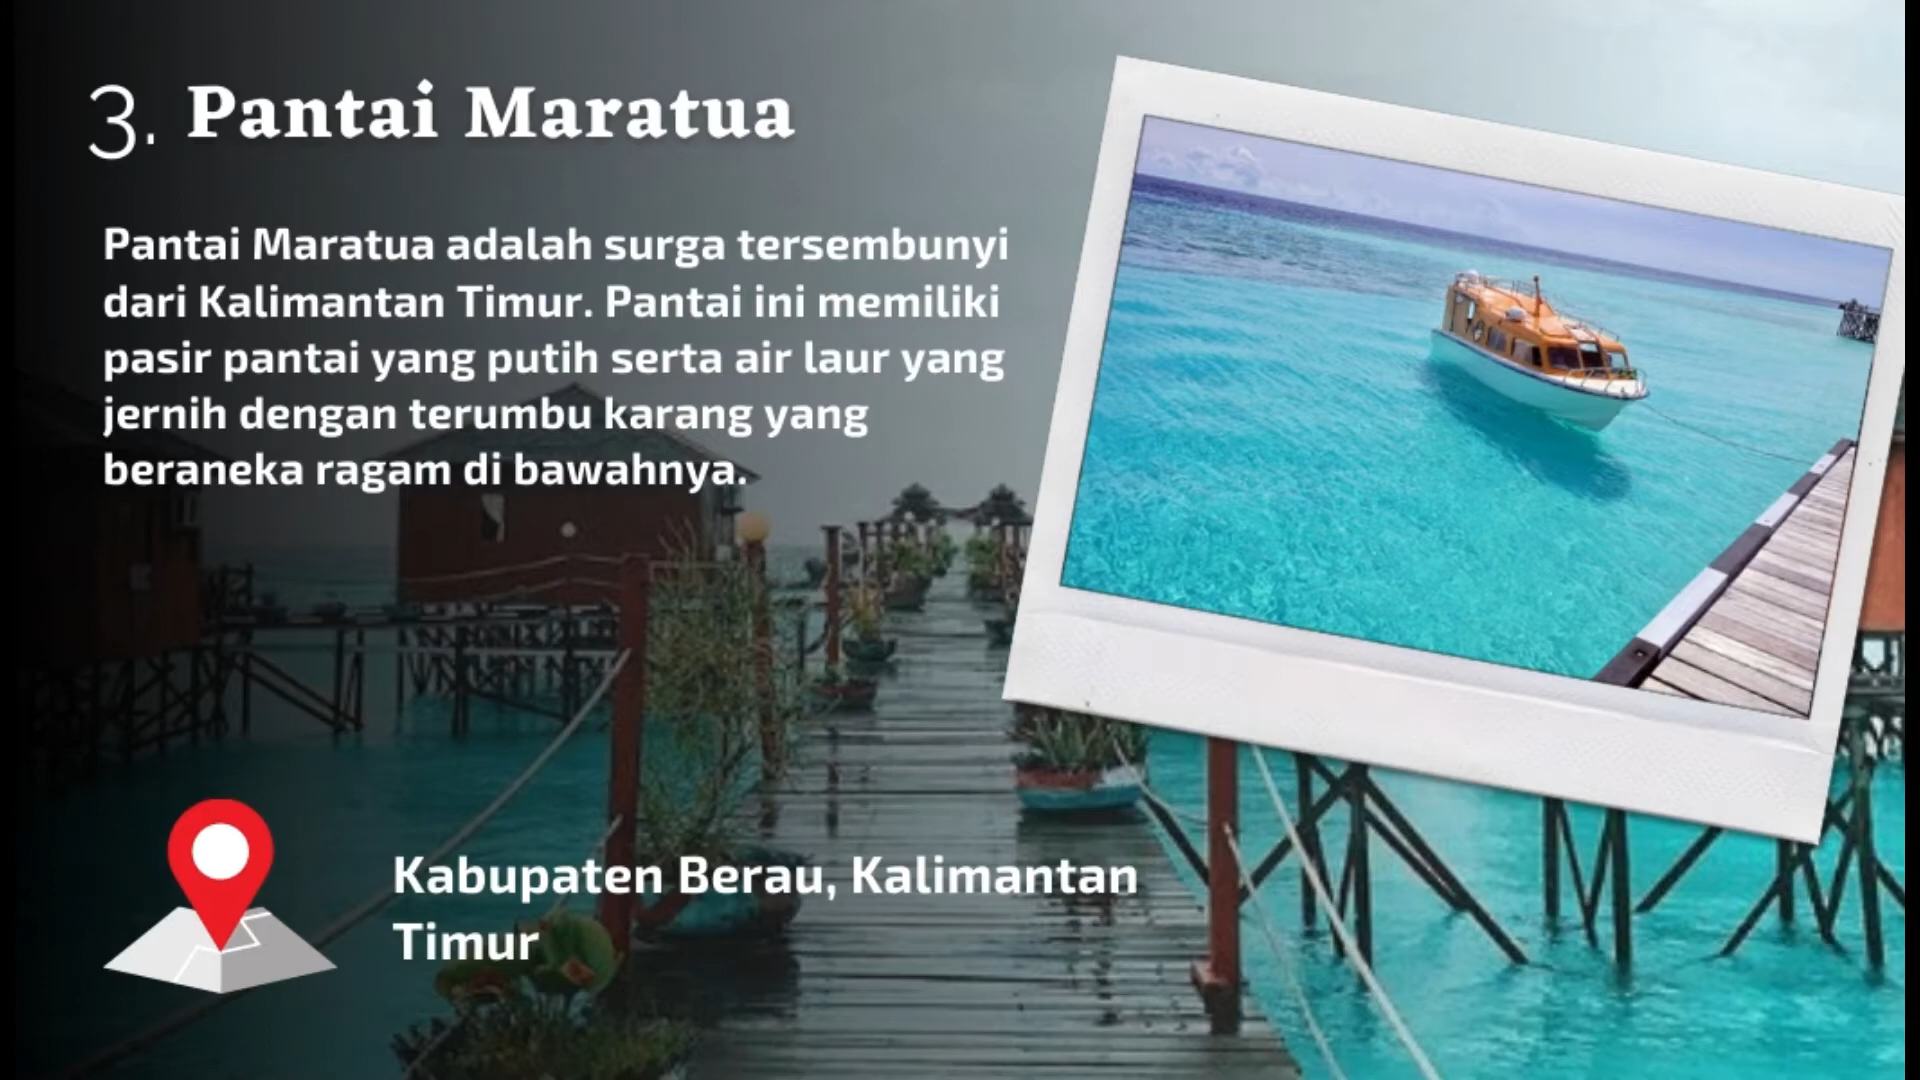 3. Pantai Maratua
Pantai Maratua adalah surga tersembunyi
dari Kalimantan Timur. Pantai ini memiliki
pasir pantai yang putih serta air laur yang
jernih dengan terumbu karang yang
beraneka ragam di bawahnya.
Kabupaten Berau, Kalimantan
Timur